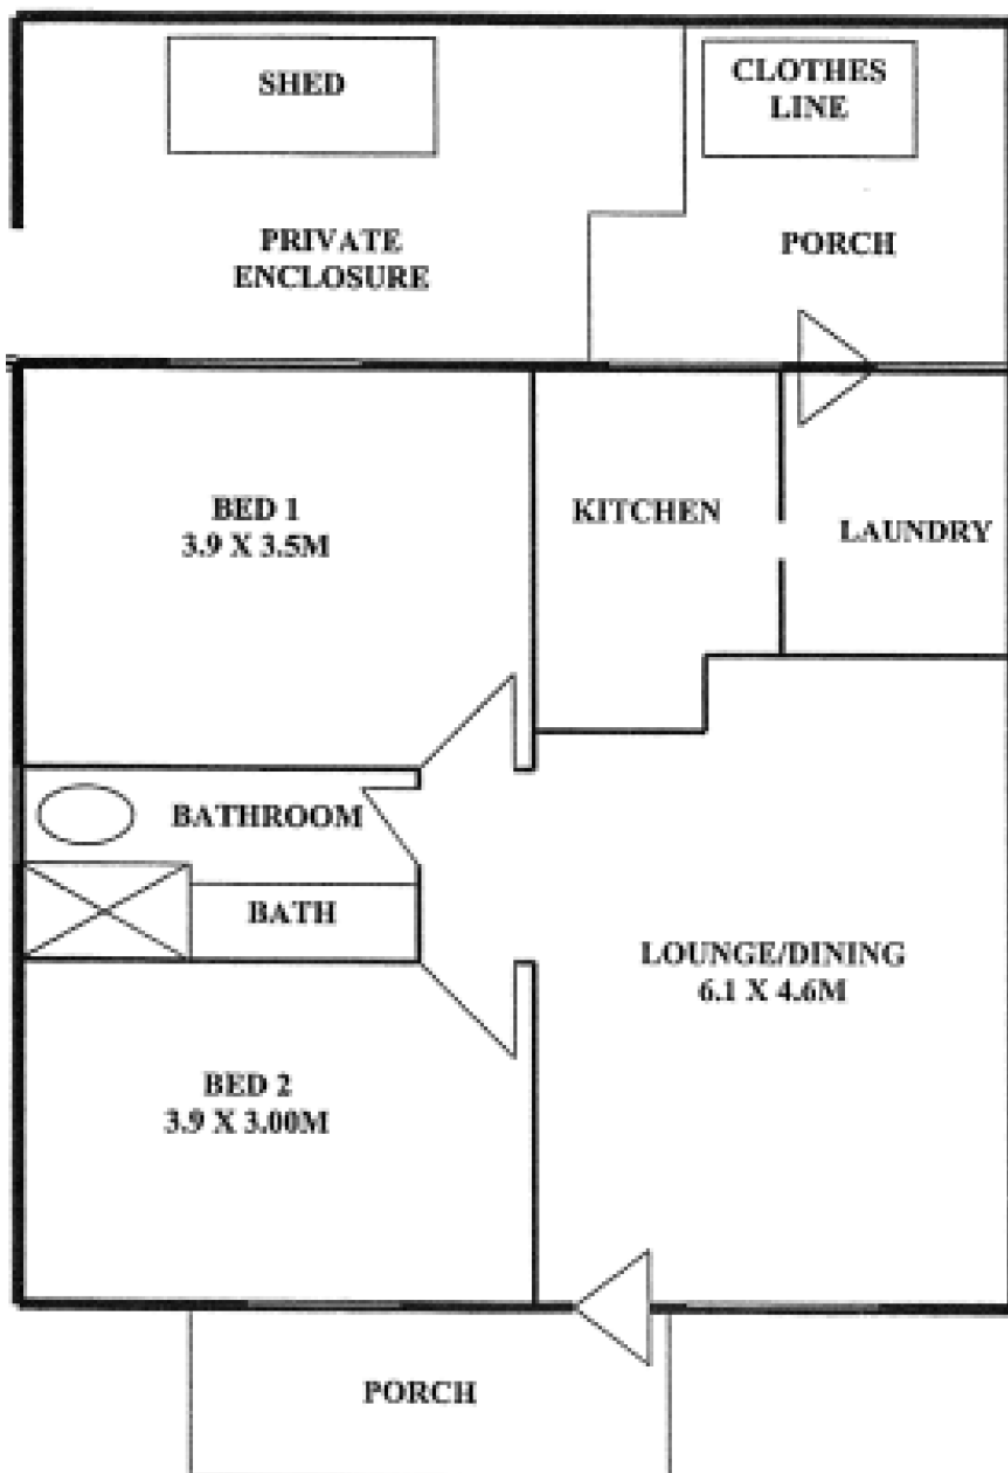 SHED
CLOTHES
LINE
PRIVATE
ENCLOSURE
PORCH
BED 1
3.9 X 3.5M
KITCHEN
LAUNDRY
BATHROOM
BATH
LOUNGE/DINING
6.1 X 4.6M
BED 2
3.9 X 3.00M
PORCH